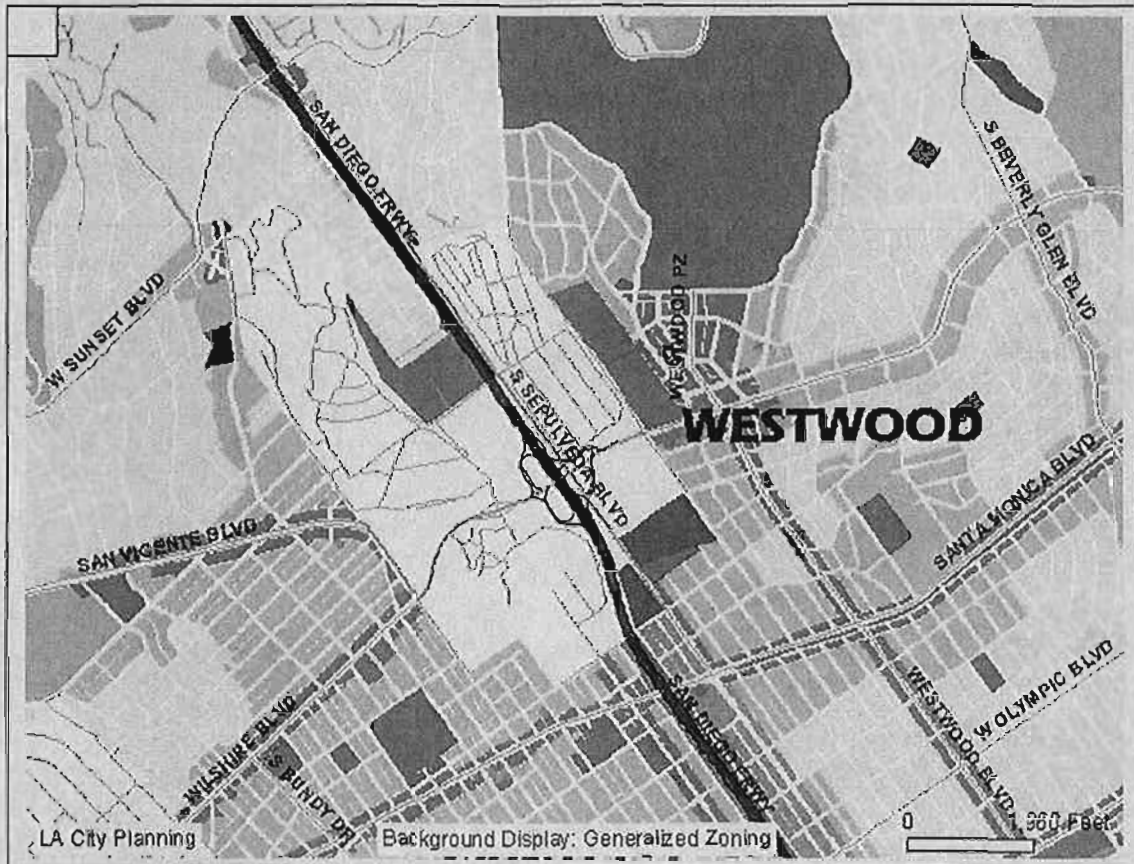 SAN DIEGO FRWY
S BEVERLY GLEN BLVD
W SUNSET BLVD
WESTWOOD PZ
S SEPULVEDA BLVD
WESTWOOD
SAN VICENTE BLVD
SANTA MONICA BLVD
WILSHIRE BLVD
S BUNDY DR
SAN DIEGO FRWY
WESTWOOD BLVD
W OLYMPIC BLVD
LA City Planning
Background Display: Generalized Zoning
0
Feet